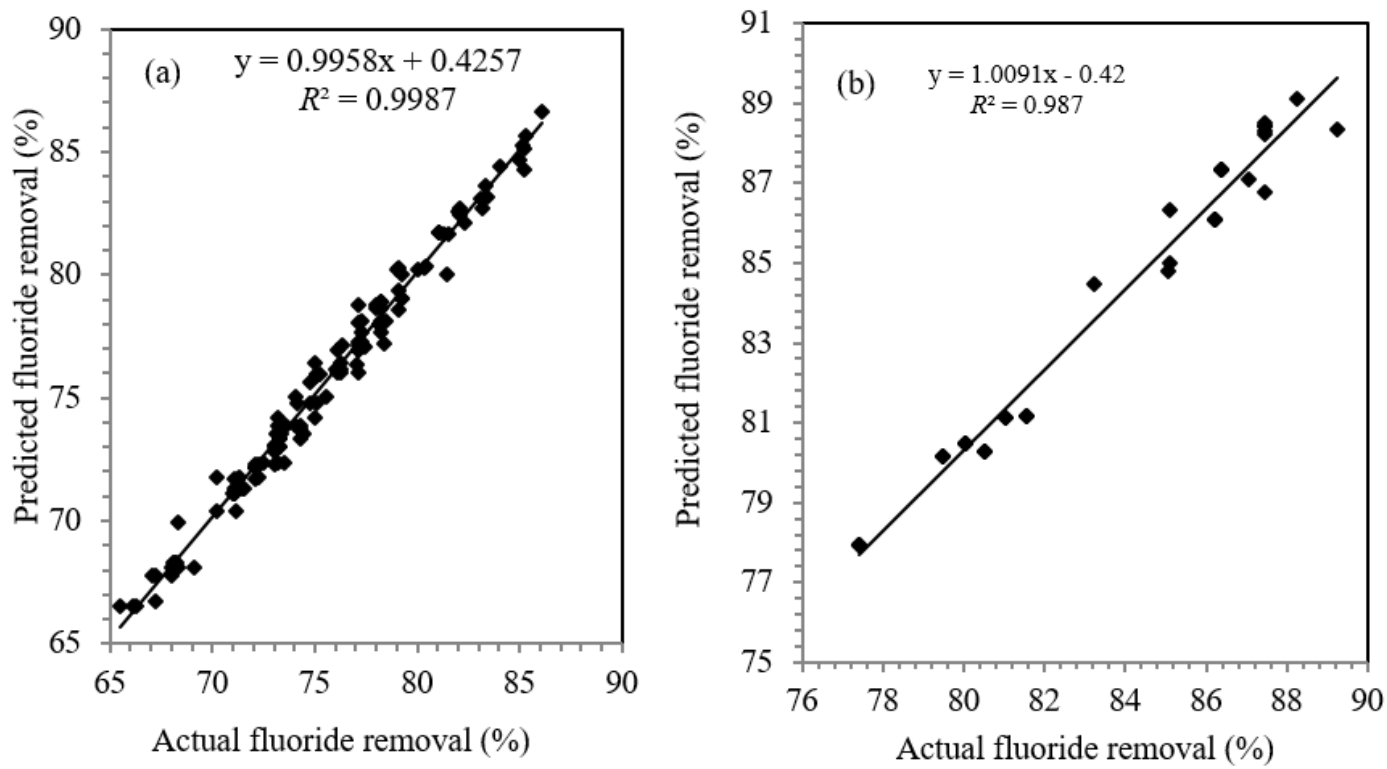 90
85
80
75
70
65
Predicted fluoride removal (%)
(a)
y = 0.9958x + 0.4257
R² = 0.9987
65 70 75 80 85 90
Actual fluoride removal (%)
91
89
87
85
83
81
79
77
75
Predicted fluoride removal (%)
(b)
y = 1.0091x - 0.42
R² = 0.987
76 78 80 82 84 86 88 90
Actual fluoride removal (%)